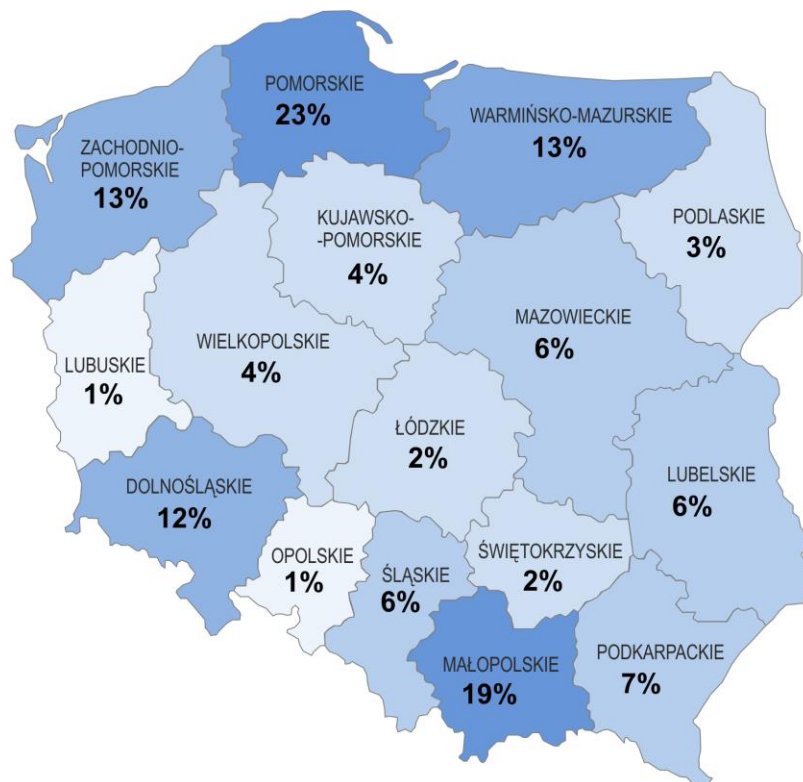 POMORSKIE
23%
WARMIŃSKO-MAZURSKIE
13%
ZACHODNIO-
POMORSKIE
13%
KUJAWSKO-
-POMORSKIE
4%
PODLASKIE
3%
MAZOWIECKIE
6%
WIELKOPOLSKIE
4%
LUBUSKIE
1%
ŁÓDZKIE
2%
LUBELSKIE
6%
DOLNOŚLĄSKIE
12%
OPOLSKIE
1%
ŚLĄSKIE
6%
ŚWIĘTOKRZYSKIE
2%
MAŁOPOLSKIE
19%
PODKARPACKIE
7%